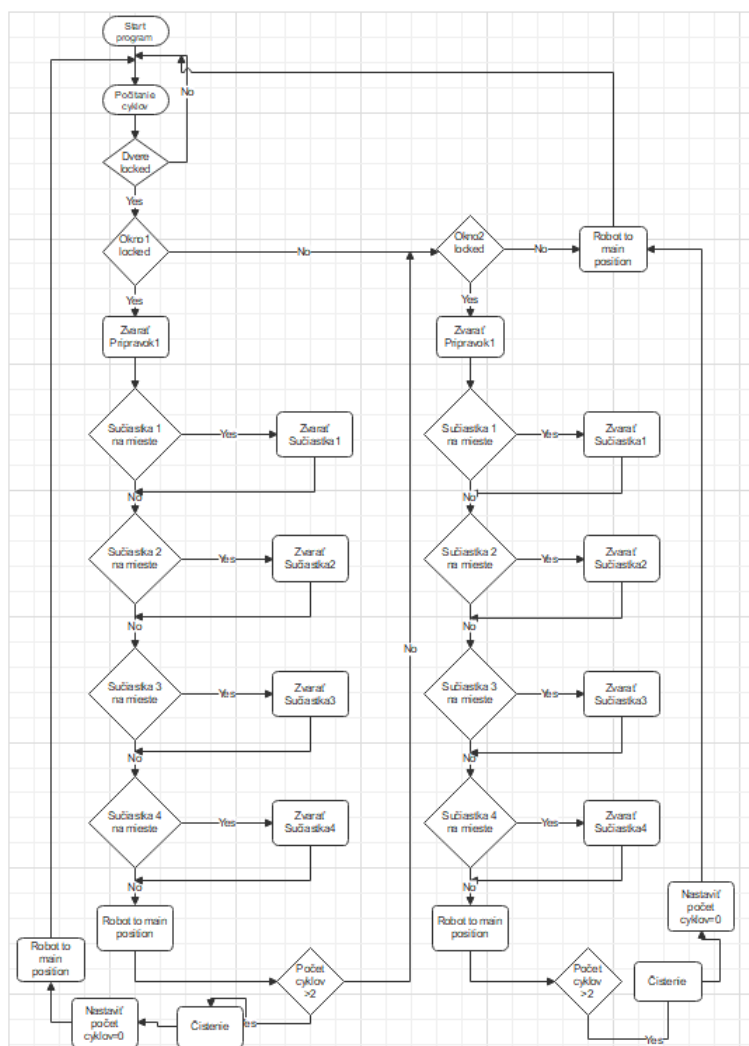 Start
program
Počítanie
cyklov
No
Dvere
locked
Yes
Okno1
locked
No
Okno2
locked
No
Robot to
main
position
Yes
Yes
Zvarať
Prípravok1
Zvarať
Prípravok1
Sučiastka 1
na mieste
Yes
Zvarať
Sučiastka1
Sučiastka 1
na mieste
Yes
Zvarať
Sučiastka1
No
No
Sučiastka 2
na mieste
Yes
Zvarať
Sučiastka2
Sučiastka 2
na mieste
Yes
Zvarať
Sučiastka2
No
No
No
Sučiastka 3
na mieste
Yes
Zvarať
Sučiastka3
Sučiastka 3
na mieste
Yes
Zvarať
Sučiastka3
No
No
Sučiastka 4
na mieste
Yes
Zvarať
Sučiastka4
Sučiastka 4
na mieste
Yes
Zvarať
Sučiastka4
No
No
Robot to main
position
Robot to main
position
Nastaviť
počet
cyklov=0
Robot to
main
position
Počet
cyklov
>2
Počet
cyklov
>2
Čistenie
Nastaviť
počet
cyklov=0
Čistenie
Yes
Yes